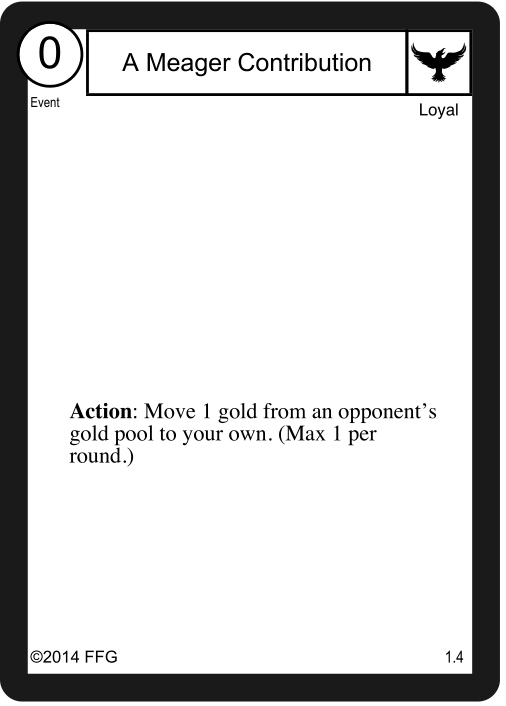 0
A Meager Contribution
Event
Loyal
Action: Move 1 gold from an opponent’s
gold pool to your own. (Max 1 per
round.)
©2014 FFG
1.4